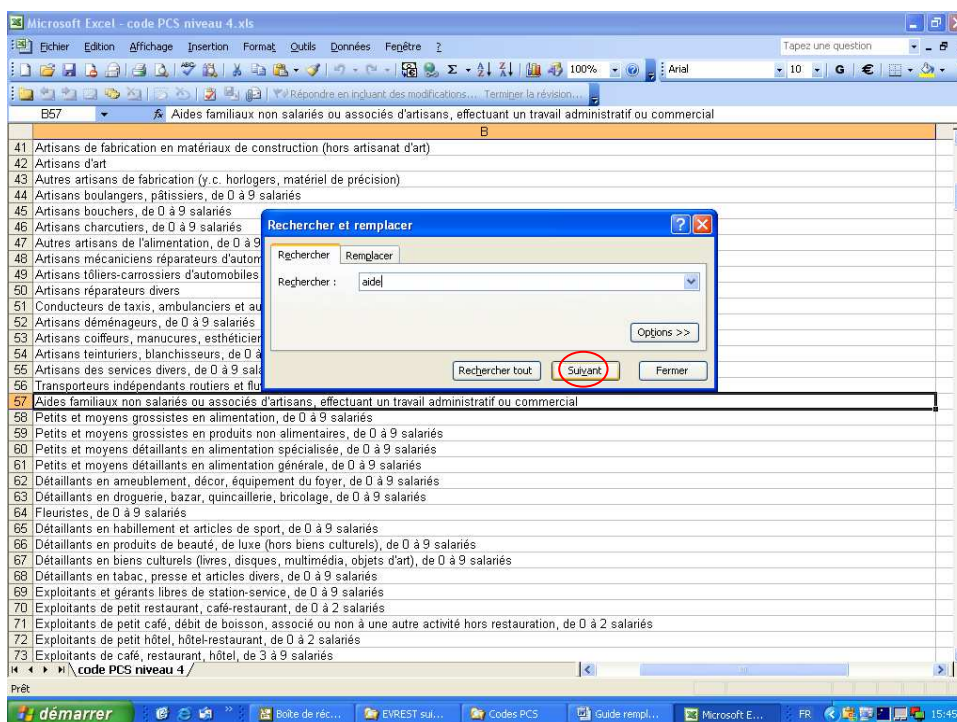 Microsoft Excel - code PCS niveau 4.xls
Fichier Edition Affichage Insertion Format Outils Données Fenêtre ? Tapez une question
100% Arial 10 G €
Répondre en incluant des modifications... Terminer la révision...
B57 fx Aides familiaux non salariés ou associés d'artisans, effectuant un travail administratif ou commercial
B
41 Artisans de fabrication en matériaux de construction (hors artisanat d'art)
42 Artisans d'art
43 Autres artisans de fabrication (y.c. horlogers, matériel de précision)
44 Artisans boulangers, pâtissiers, de 0 à 9 salariés
45 Artisans bouchers, de 0 à 9 salariés
46 Artisans charcutiers, de 0 à 9 salariés
47 Autres artisans de l'alimentation, de 0 à 9
48 Artisans mécaniciens réparateurs d'autom
49 Artisans tôliers-carrossiers d'automobiles
50 Artisans réparateurs divers
51 Conducteurs de taxis, ambulanciers et au
52 Artisans déménageurs, de 0 à 9 salariés
53 Artisans coiffeurs, manucures, esthéticier
54 Artisans teinturiers, blanchisseurs, de 0 à
55 Artisans des services divers, de 0 à 9 sala
56 Transporteurs indépendants routiers et flu
Rechercher et remplacer
Rechercher Remplacer
Rechercher : aide
Options >>
Rechercher tout Suivant Fermer
57 Aides familiaux non salariés ou associés d'artisans, effectuant un travail administratif ou commercial
58 Petits et moyens grossistes en alimentation, de 0 à 9 salariés
59 Petits et moyens grossistes en produits non alimentaires, de 0 à 9 salariés
60 Petits et moyens détaillants en alimentation spécialisée, de 0 à 9 salariés
61 Petits et moyens détaillants en alimentation générale, de 0 à 9 salariés
62 Détaillants en ameublement, décor, équipement du foyer, de 0 à 9 salariés
63 Détaillants en droguerie, bazar, quincaillerie, bricolage, de 0 à 9 salariés
64 Fleuristes, de 0 à 9 salariés
65 Détaillants en habillement et articles de sport, de 0 à 9 salariés
66 Détaillants en produits de beauté, de luxe (hors biens culturels), de 0 à 9 salariés
67 Détaillants en biens culturels (livres, disques, multimédia, objets d'art), de 0 à 9 salariés
68 Détaillants en tabac, presse et articles divers, de 0 à 9 salariés
69 Exploitants et gérants libres de station-service, de 0 à 9 salariés
70 Exploitants de petit restaurant, café-restaurant, de 0 à 2 salariés
71 Exploitants de petit café, débit de boisson, associé ou non à une autre activité hors restauration, de 0 à 2 salariés
72 Exploitants de petit hôtel, hôtel-restaurant, de 0 à 2 salariés
73 Exploitants de café, restaurant, hôtel, de 3 à 9 salariés
code PCS niveau 4
Prêt
démarrer Boîte de réc... EVREST sui... Codes PCS Guide rempl... Microsoft E... FR 15:45